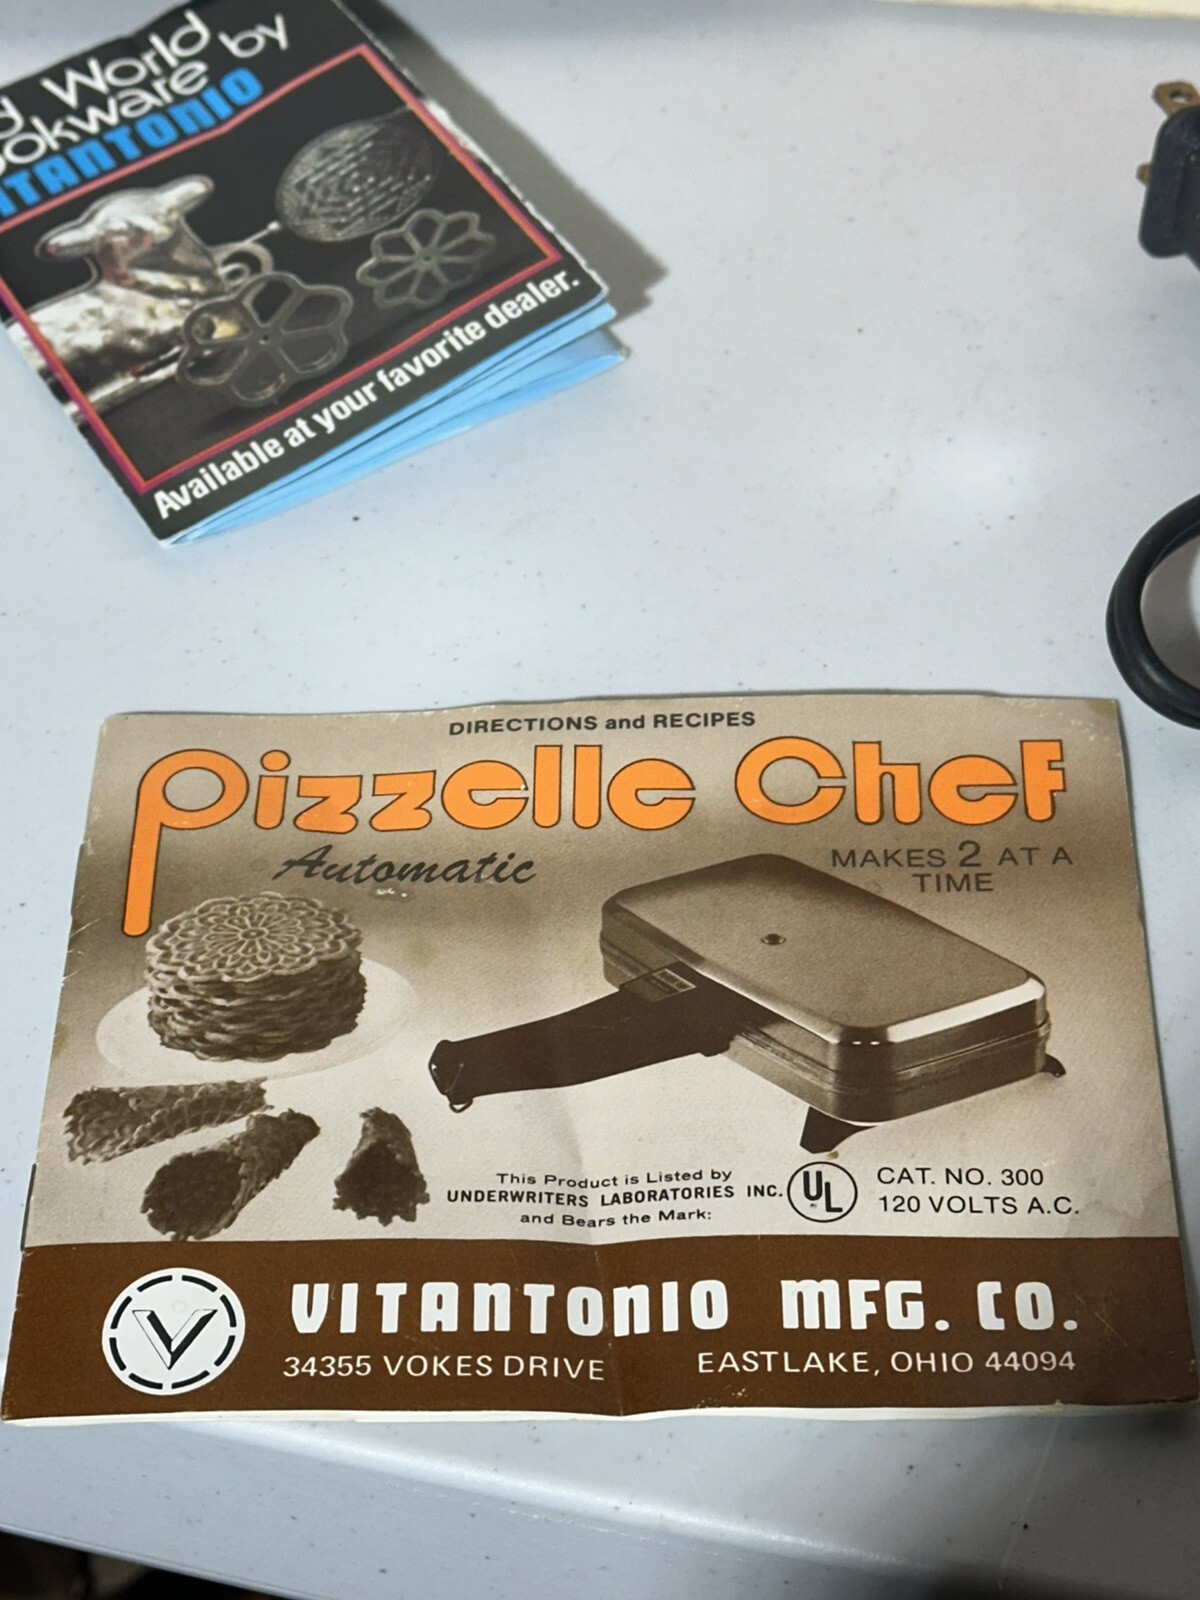 World
by
VITANTONIO
Available at your favorite dealer.
DIRECTIONS and RECIPES
Pizzelle Chef
Automatic
MAKES 2 AT A
TIME
This Product is Listed by
UNDERWRITERS LABORATORIES INC.
and Bears the Mark:
UL
CAT. NO. 300
120 VOLTS A.C.
V
VITANTONIO MFG. CO.
34355 VOKES DRIVE EASTLAKE, OHIO 44094